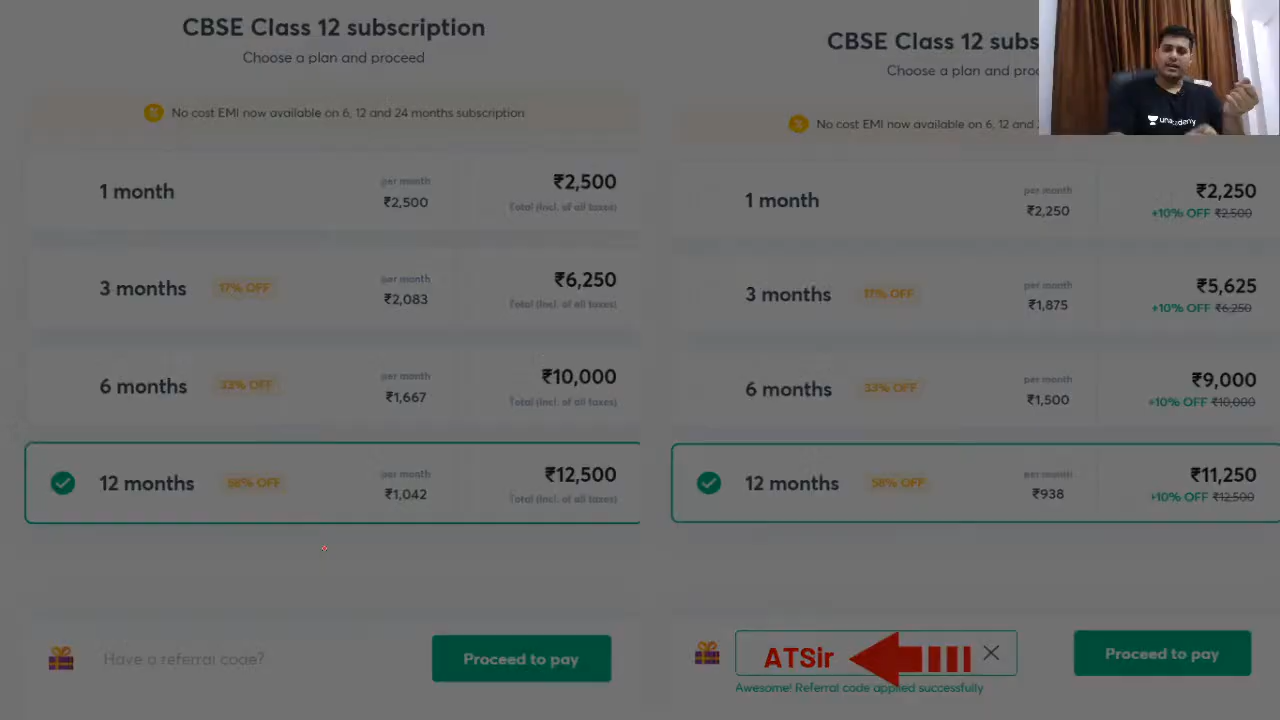 CBSE Class 12 subscription
Choose a plan and proceed
No cost EMI now available on 6, 12 and 24 months subscription
1 month
per month
₹2,500
₹2,500
Total (Incl. of all taxes)
3 months
17% OFF
per month
₹2,083
₹6,250
Total (Incl. of all taxes)
6 months
33% OFF
per month
₹1,667
₹10,000
Total (Incl. of all taxes)
12 months
58% OFF
per month
₹1,042
₹12,500
Total (Incl. of all taxes)
Have a referral code?
Proceed to pay
CBSE Class 12 subs
Choose a plan and proc
No cost EMI now available on 6, 12 and 2
1 month
per month
₹2,250
₹2,250
+10% OFF ₹2,500
3 months
17% OFF
per month
₹1,875
₹5,625
+10% OFF ₹6,250
6 months
33% OFF
per month
₹1,500
₹9,000
+10% OFF ₹10,000
12 months
58% OFF
per month
₹938
₹11,250
+10% OFF ₹12,500
ATSir
Awesome! Referral code applied successfully
Proceed to pay
unacademy